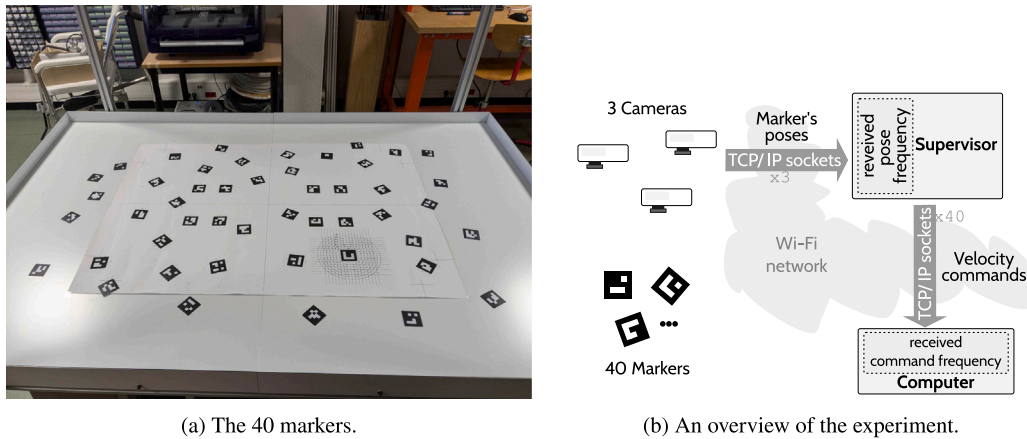 3 Cameras
Marker's
poses
TCP/ IP sockets
x3
reveived
pose
frequency
Supervisor
TCP/ IP sockets
x40
Wi-Fi
network
Velocity
commands
40 Markers
received
command frequency
Computer
(a) The 40 markers.
(b) An overview of the experiment.